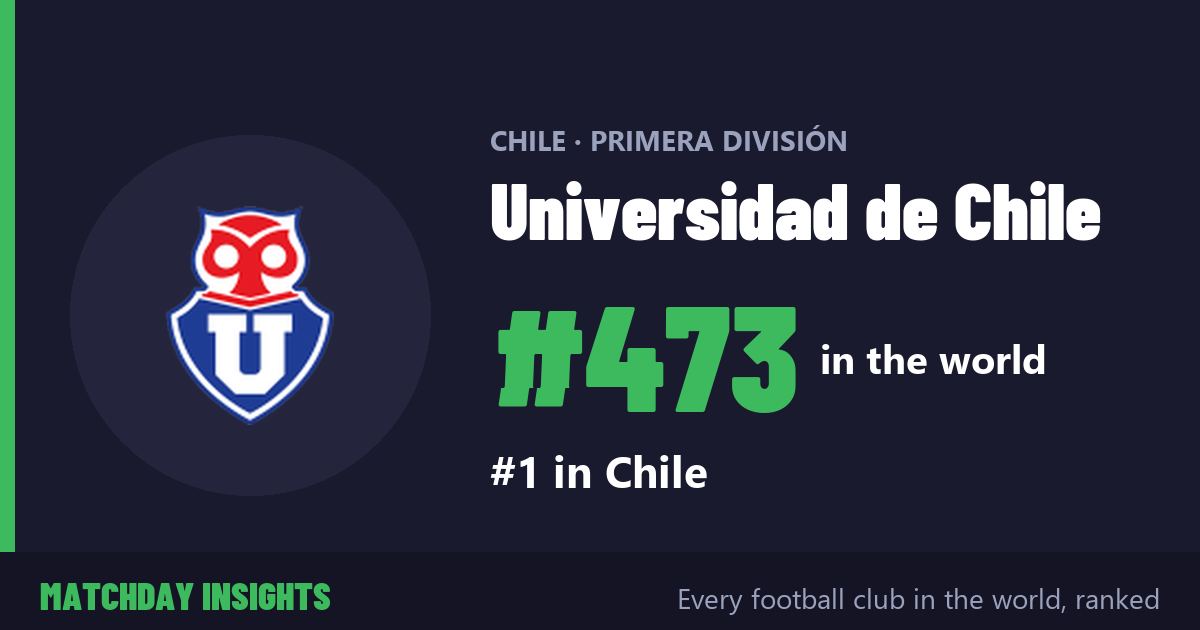 CHILE · PRIMERA DIVISIÓN
Universidad de Chile
U
#473 in the world
#1 in Chile
MATCHDAY INSIGHTS
Every football club in the world, ranked